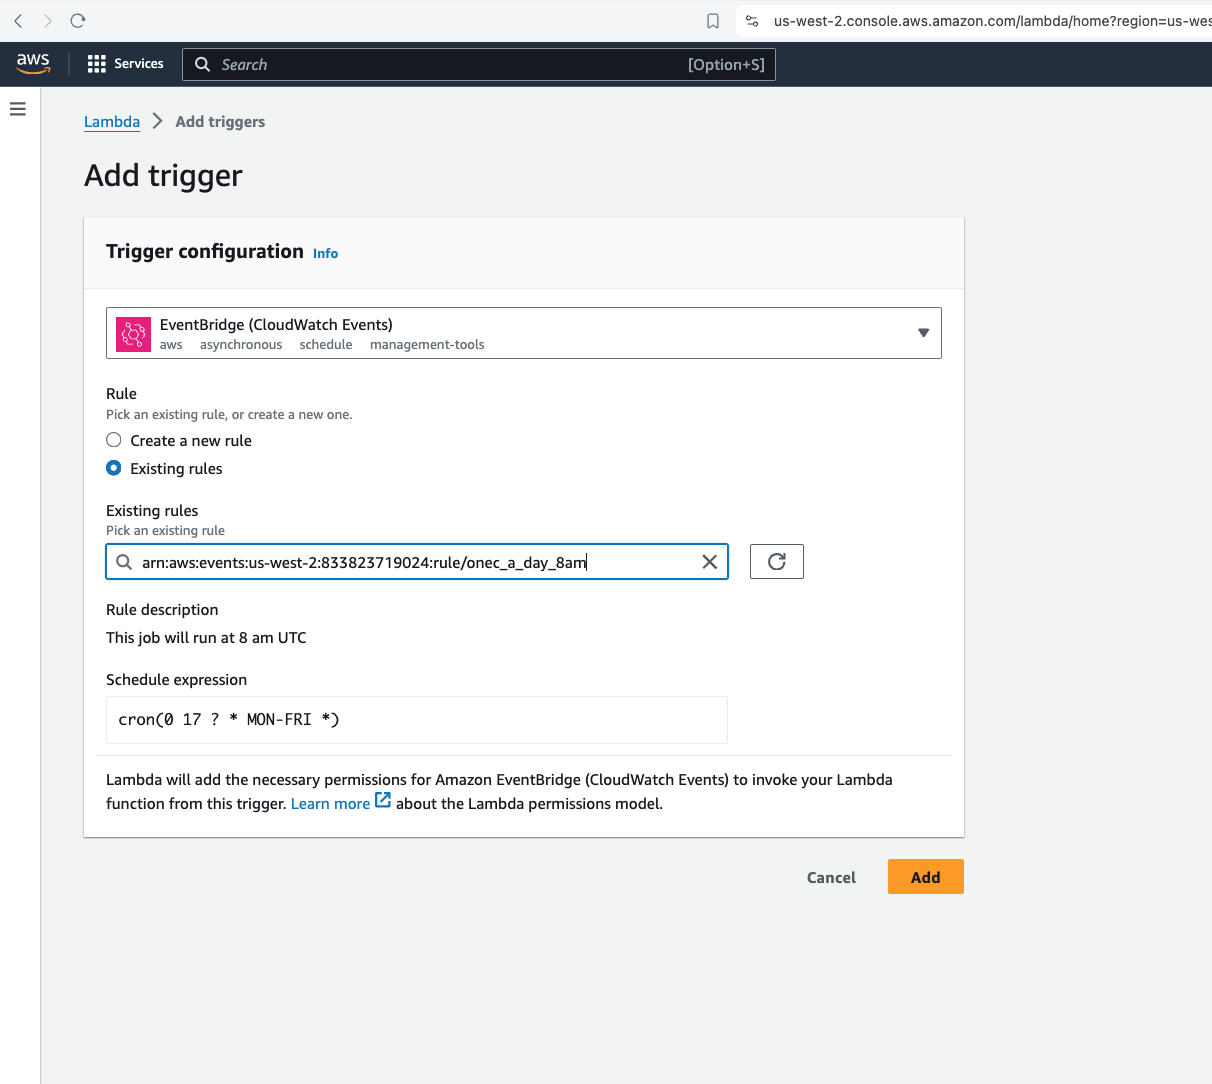 us-west-2.console.aws.amazon.com/lambda/home?region=us-wes
aws
Services
Search
[Option+S]
Lambda > Add triggers
Add trigger
Trigger configuration Info
EventBridge (CloudWatch Events)
aws asynchronous schedule management-tools
Rule
Pick an existing rule, or create a new one.
Create a new rule
Existing rules
Existing rules
Pick an existing rule
arn:aws:events:us-west-2:833823719024:rule/onec_a_day_8am
Rule description
This job will run at 8 am UTC
Schedule expression
cron(0 17 ? * MON-FRI *)
Lambda will add the necessary permissions for Amazon EventBridge (CloudWatch Events) to invoke your Lambda
function from this trigger. Learn more about the Lambda permissions model.
Cancel
Add